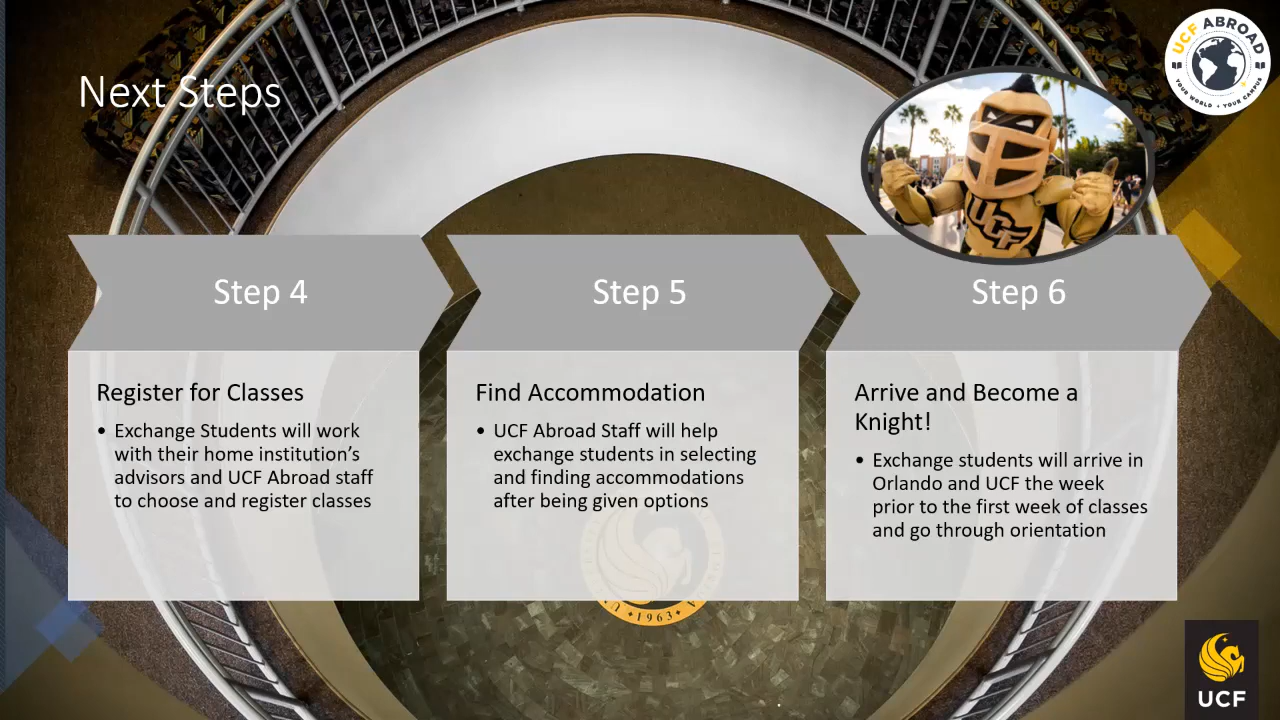 UCF ABROAD
YOUR WORLD • YOUR CAMPUS
Next Steps
UCF
Step 4
Step 5
Step 6
Register for Classes
• Exchange Students will work
with their home institution’s
advisors and UCF Abroad staff
to choose and register classes
Find Accommodation
• UCF Abroad Staff will help
exchange students in selecting
and finding accommodations
after being given options
Arrive and Become a
Knight!
• Exchange students will arrive in
Orlando and UCF the week
prior to the first week of classes
and go through orientation
•1963•
UCF